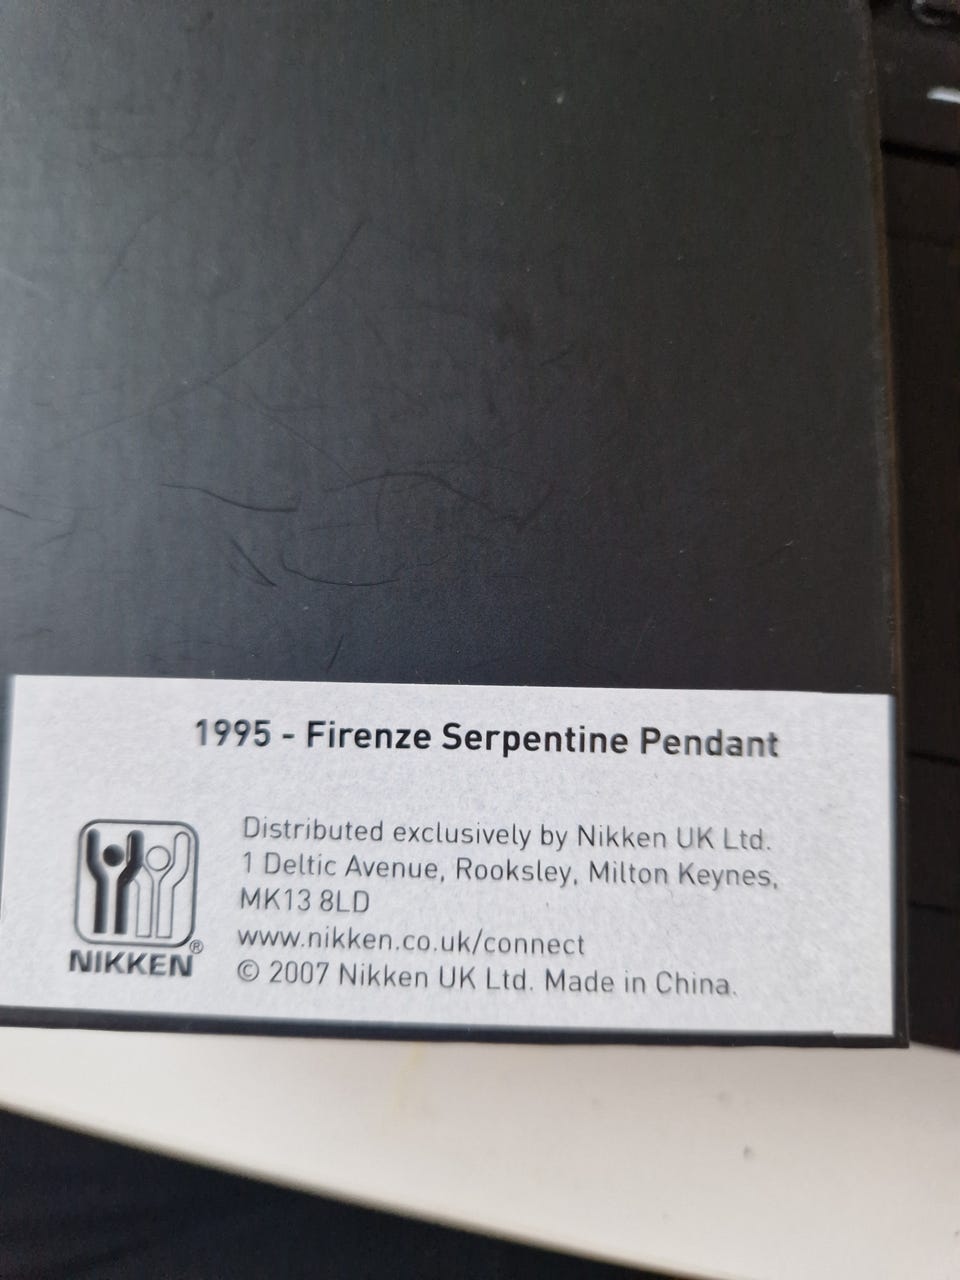 1995 - Firenze Serpentine Pendant
Distributed exclusively by Nikken UK Ltd.
1 Deltic Avenue, Rooksley, Milton Keynes,
MK13 8LD
www.nikken.co.uk/connect
© 2007 Nikken UK Ltd. Made in China.
NIKKEN®